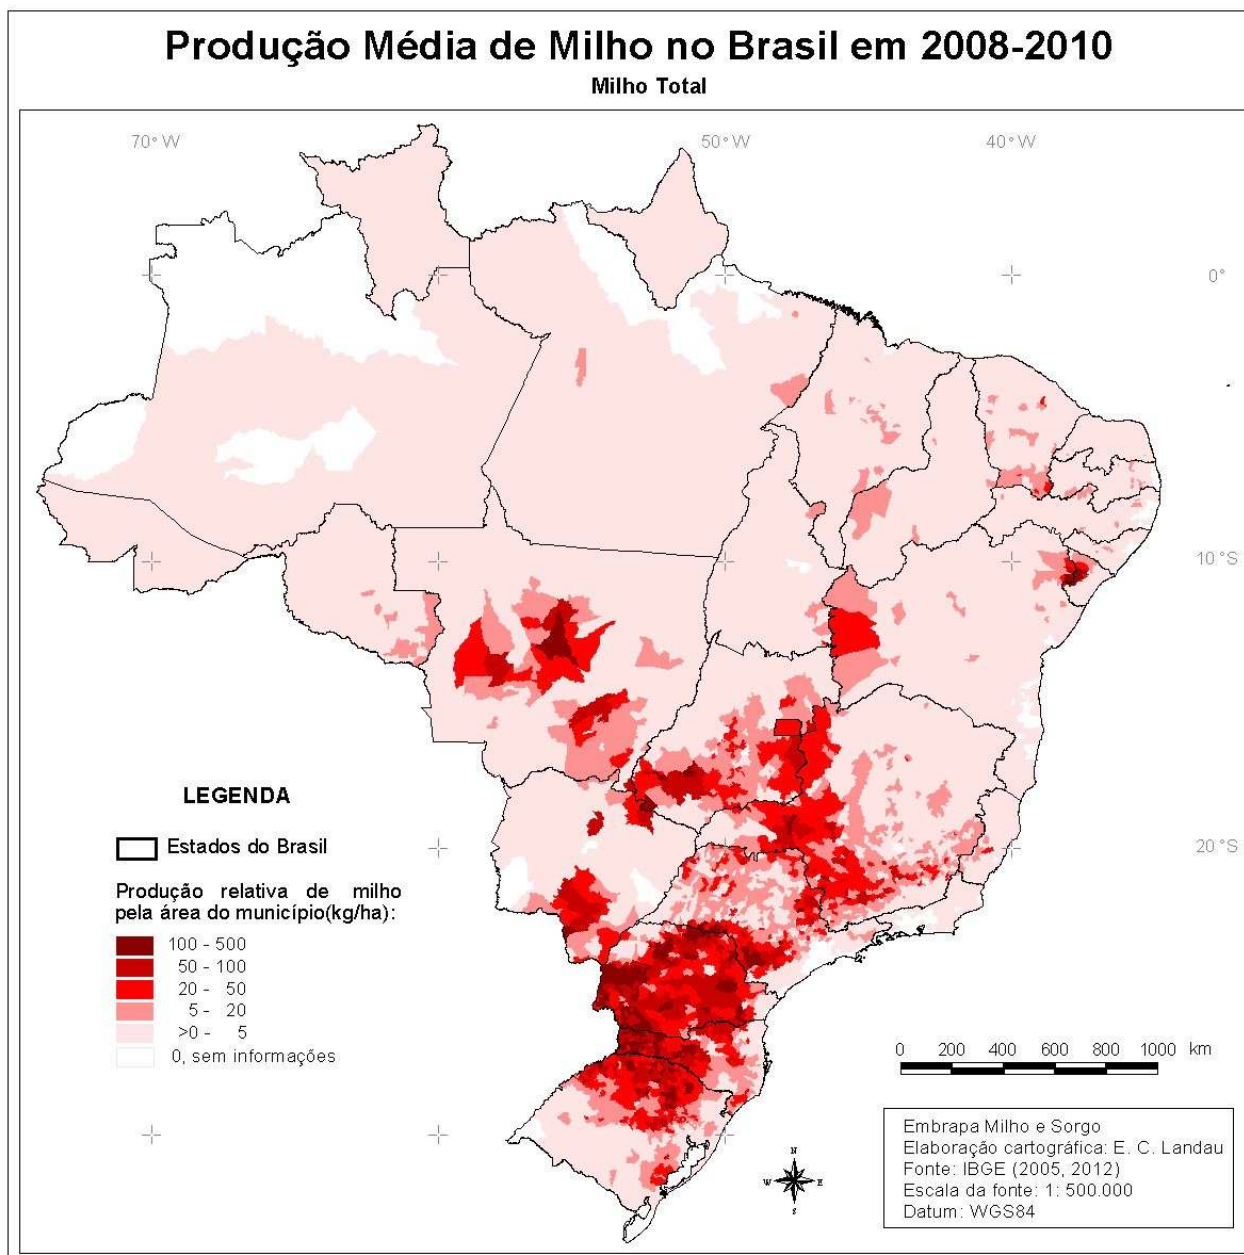 Produção Média de Milho no Brasil em 2008-2010
Milho Total
70° W
50° W
40° W
0°
10°S
20°S
LEGENDA
Estados do Brasil
Produção relativa de milho
pela área do município(kg/ha):
100 - 500
50 - 100
20 - 50
5 - 20
>0 - 5
0, sem informações
0 200 400 600 800 1000 km
N
W E
S
Embrapa Milho e Sorgo
Elaboração cartográfica: E. C. Landau
Fonte: IBGE (2005, 2012)
Escala da fonte: 1: 500.000
Datum: WGS84